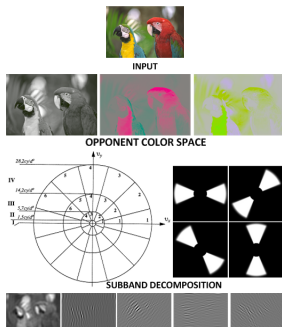 INPUT
OPPONENT COLOR SPACE
28.2cy/d°
IV
14.2cy/d°
III
5.7cy/d°
II
1.5cy/d°
I
SUBBAND DECOMPOSITION